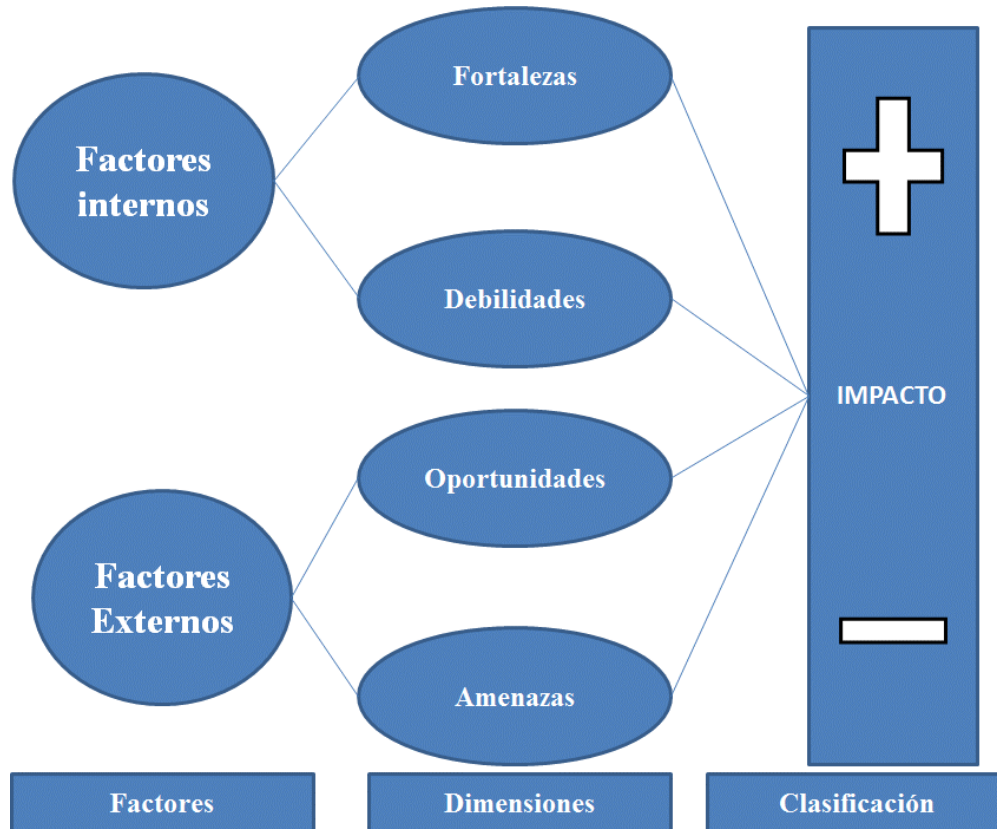 Fortalezas
Factores
internos
Debilidades
IMPACTO
Oportunidades
Factores
Externos
Amenazas
Factores
Dimensiones
Clasificación